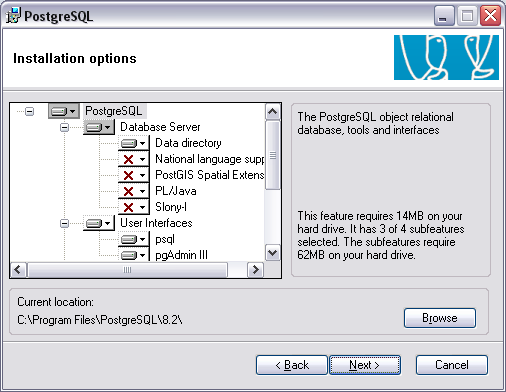 PostgreSQL
Installation options
PostgreSQL
Database Server
Data directory
National language supp
PostGIS Spatial Extens
PL/Java
Slony-I
User Interfaces
psql
pgAdmin III
The PostgreSQL object relational
database, tools and interfaces
This feature requires 14MB on your
hard drive. It has 3 of 4 subfeatures
selected. The subfeatures require
62MB on your hard drive.
Current location:
C:\Program Files\PostgreSQL\8.2\
Browse
< Back
Next >
Cancel